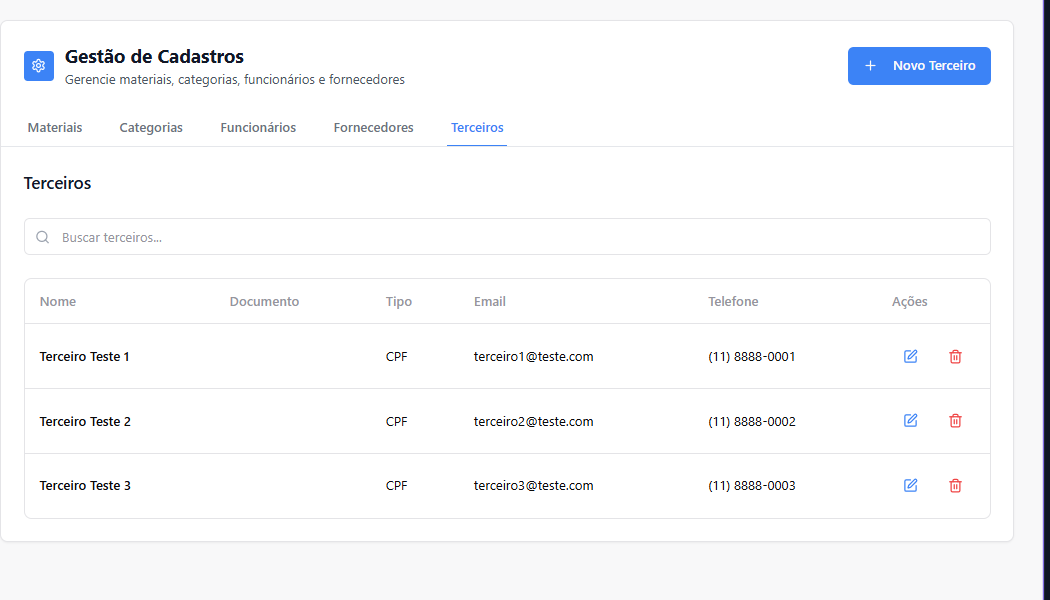 Gestão de Cadastros
Gerencie materiais, categorias, funcionários e fornecedores
Novo Terceiro
Materiais Categorias Funcionários Fornecedores Terceiros
Terceiros
Buscar terceiros...
Nome Documento Tipo Email Telefone Ações
Terceiro Teste 1 CPF terceiro1@teste.com (11) 8888-0001
Terceiro Teste 2 CPF terceiro2@teste.com (11) 8888-0002
Terceiro Teste 3 CPF terceiro3@teste.com (11) 8888-0003